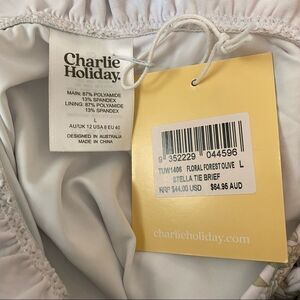 Charlie
Holiday.
MAIN: 87% POLYAMIDE
13% SPANDEX
LINING: 87% POLYAMIDE
13% SPANDEX
L
AU/UK 12 USA 8 EU 40
DESIGNED IN AUSTRALIA
MADE IN CHINA
9 352229 044596
TUW1406 FLORAL FOREST OLIVE L
STELLA TIE BRIEF
RRP $44.00 USD $64.95 AUD
charlieholiday.com